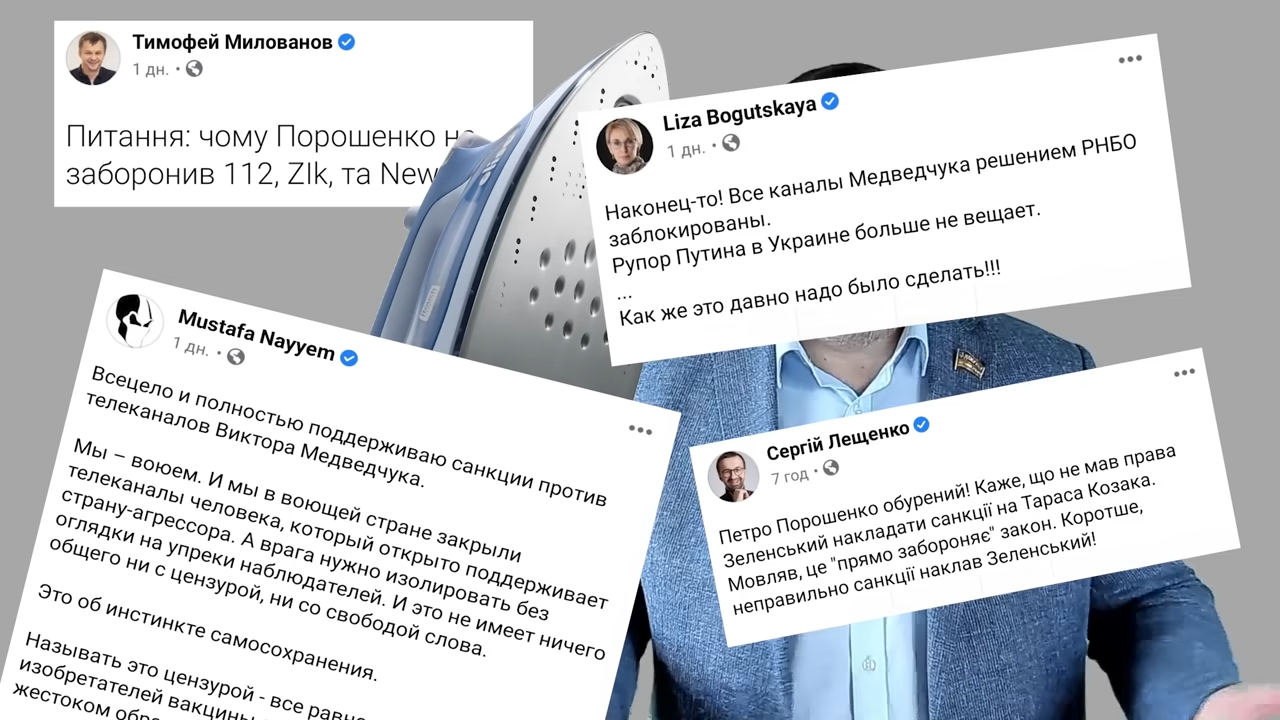 Тимофей Милованов
1 дн.
Питання: чому Порошенко не
заборонив 112, ZIk, та New
Liza Bogutskaya
1 дн.
Наконец-то! Все каналы Медведчука решением РНБО
заблокированы.
Рупор Путина в Украине больше не вещает.
...
Как же это давно надо было сделать!!!
Mustafa Nayyem
1 дн.
Всецело и полностью поддерживаю санкции против
телеканалов Виктора Медведчука.
Мы – воюем. И мы в воюющей стране закрыли
телеканалы человека, который открыто поддерживает
страну-агрессора. А врага нужно изолировать без
оглядки на упреки наблюдателей. И это не имеет ничего
общего ни с цензурой, ни со свободой слова.
Это об инстинкте самосохранения.
Называть это цензурой - все равно
изобретателей вакцины
жестоком
Сергій Лещенко
7 год
Петро Порошенко обурений! Каже, що не мав права
Зеленський накладати санкції на Тараса Козака.
Мовляв, це "прямо забороняє" закон. Коротше,
неправильно санкції наклав Зеленський!